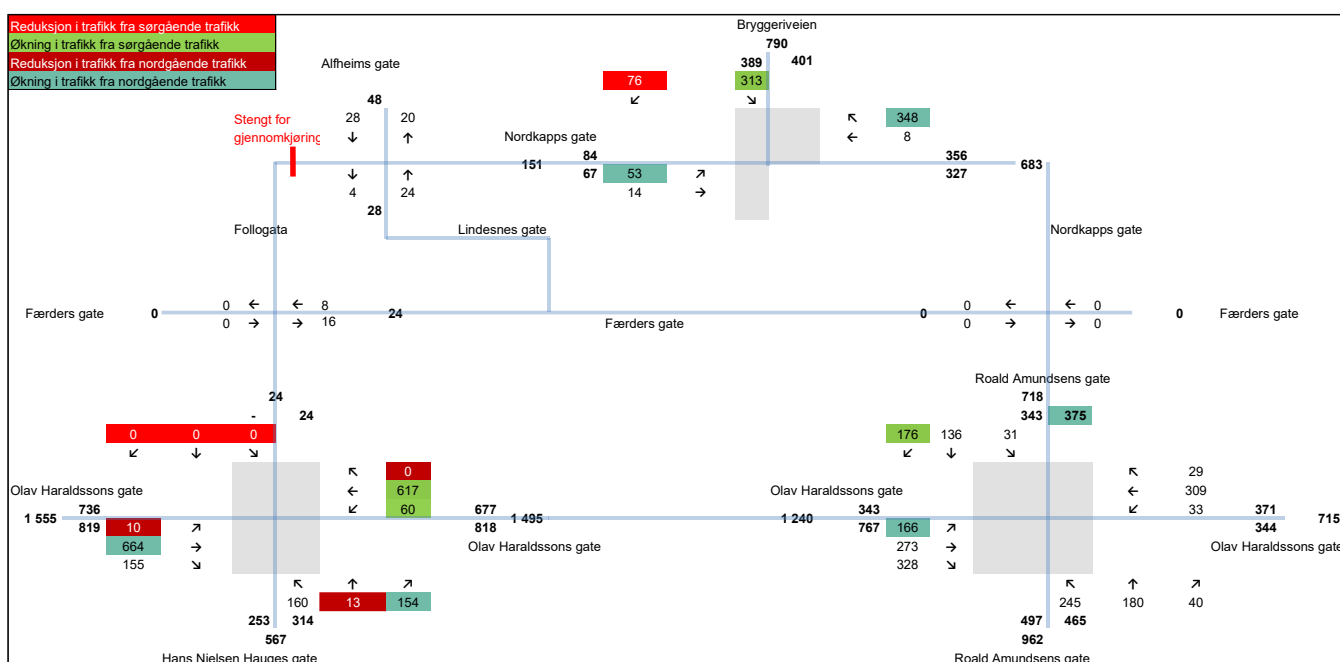 Reduksjon i trafikk fra sørgående trafikk
Økning i trafikk fra sørgående trafikk
Reduksjon i trafikk fra nordgående trafikk
Økning i trafikk fra nordgående trafikk
Bryggeriveien
790
389 401
Alfheims gate
76 313
↙ ↘
48
28 20
↓ ↑
Stengt for
gjennomkjøring
Nordkapps gate
↖ 348
← 8
151 84
67
356
327
683
↓ ↑
4 24
28
53 ↗
14 →
Follogata
Lindesnes gate
Nordkapps gate
Færders gate 0
0 ← ← 8
0 → → 16
24
Færders gate
0
0 ← ← 0
0 → → 0
0
Færders gate
Roald Amundsens gate
24
- 24
718
343 375
0 0 0
↙ ↓ ↘
176 136 31
↙ ↓ ↘
↖ 0
← 617
↙ 60
↖ 29
← 309
↙ 33
Olav Haraldssons gate
1 555 736
819
10 ↗
664 →
155 ↘
677
818
1 495
Olav Haraldssons gate
Olav Haraldssons gate
1 240 343
767
166 ↗
273 →
328 ↘
371
344
715
Olav Haraldssons gate
↖ ↑ ↗
160 13 154
253 314
567
Hans Nielsen Hauges gate
↖ ↑ ↗
245 180 40
497 465
962
Roald Amundsens gate